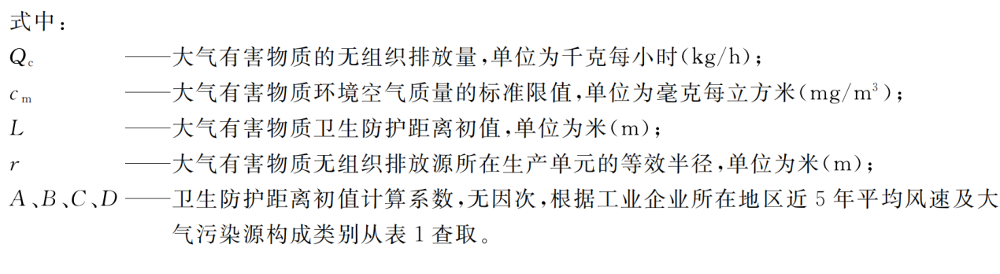 式中：
Qc ——大气有害物质的无组织排放量,单位为千克每小时(kg/h)；
cm ——大气有害物质环境空气质量的标准限值,单位为毫克每立方米(mg/m³)；
L ——大气有害物质卫生防护距离初值,单位为米(m)；
r ——大气有害物质无组织排放源所在生产单元的等效半径,单位为米(m)；
A、B、C、D ——卫生防护距离初值计算系数,无因次,根据工业企业所在地区近 5 年平均风速及大
气污染源构成类别从表 1 查取。